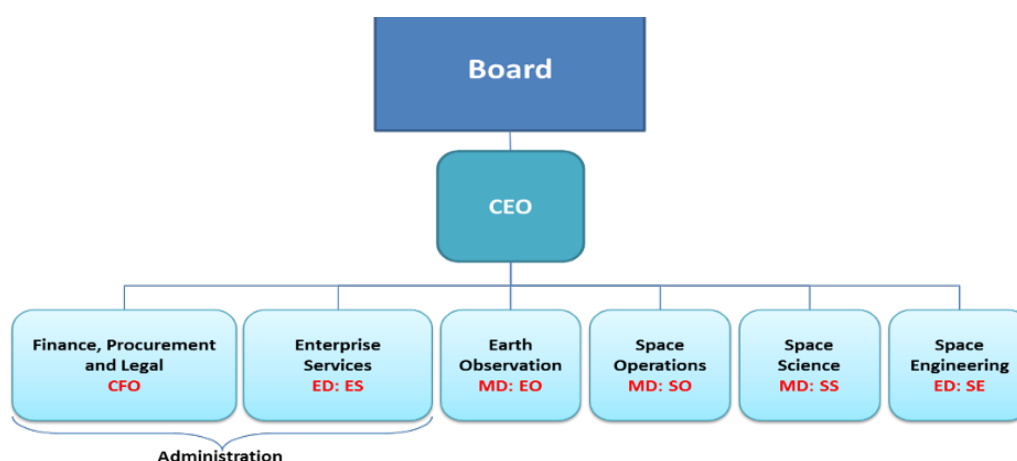 Board
CEO
Finance, Procurement
and Legal
CFO
Enterprise
Services
ED: ES
Earth
Observation
MD: EO
Space
Operations
MD: SO
Space
Science
MD: SS
Space
Engineering
ED: SE
Administration